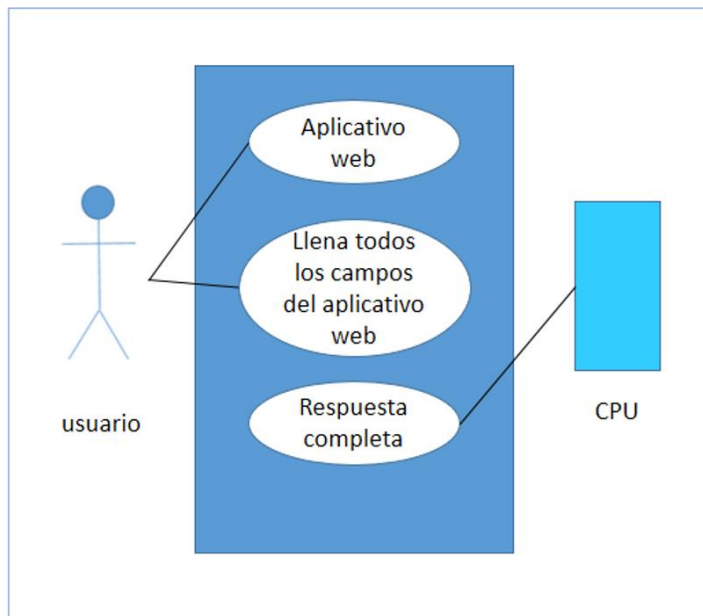 Aplicativo
web
Llena todos
los campos
del aplicativo
web
Respuesta
completa
usuario
CPU